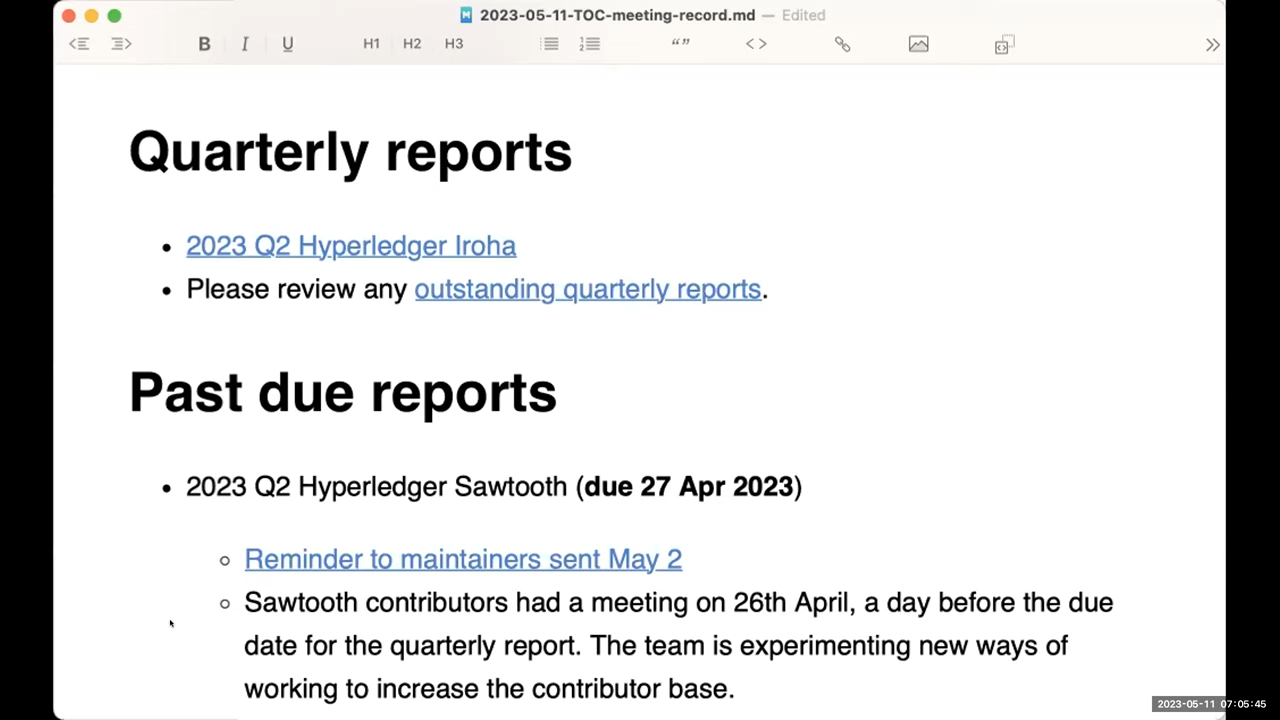 2023-05-11-TOC-meeting-record.md — Edited
B I U H1 H2 H3 “” <>
Quarterly reports
• 2023 Q2 Hyperledger Iroha
• Please review any outstanding quarterly reports.
Past due reports
• 2023 Q2 Hyperledger Sawtooth (due 27 Apr 2023)
◦ Reminder to maintainers sent May 2
◦ Sawtooth contributors had a meeting on 26th April, a day before the due
date for the quarterly report. The team is experimenting new ways of
working to increase the contributor base.
2023-05-11 07:05:45